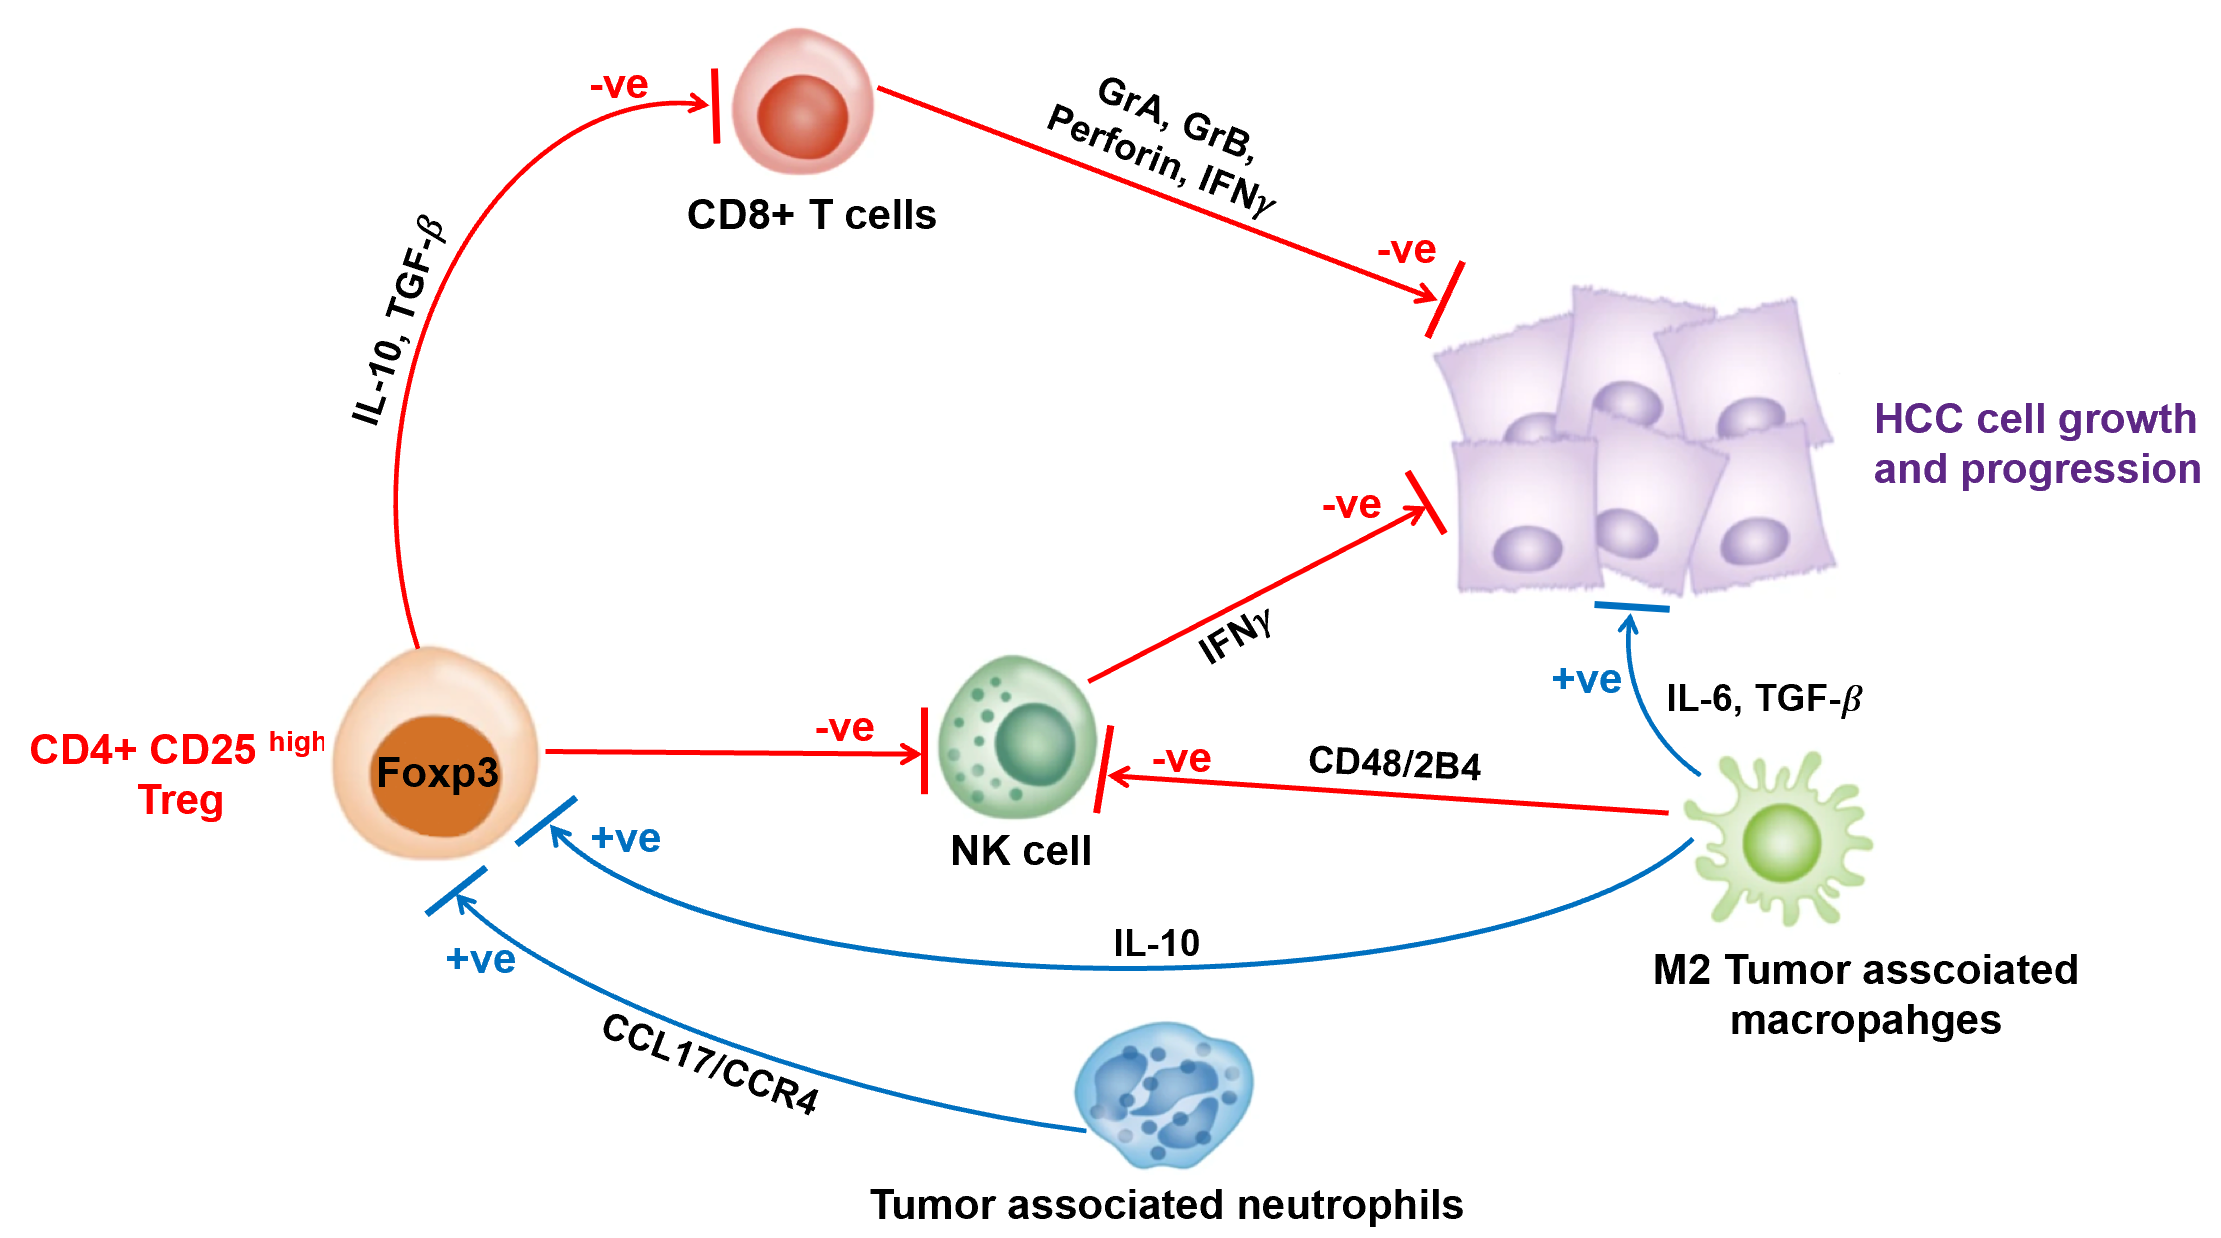 -ve
CD8+ T cells
GrA, GrB,
Perforin, IFNγ
-ve
IL-10, TGF-β
HCC cell growth
and progression
-ve
IFNγ
CD4+ CD25 high
Treg
Foxp3
-ve
NK cell
-ve
CD48/2B4
+ve
IL-6, TGF-β
+ve
IL-10
M2 Tumor asscoiated
macropahges
+ve
CCL17/CCR4
Tumor associated neutrophils